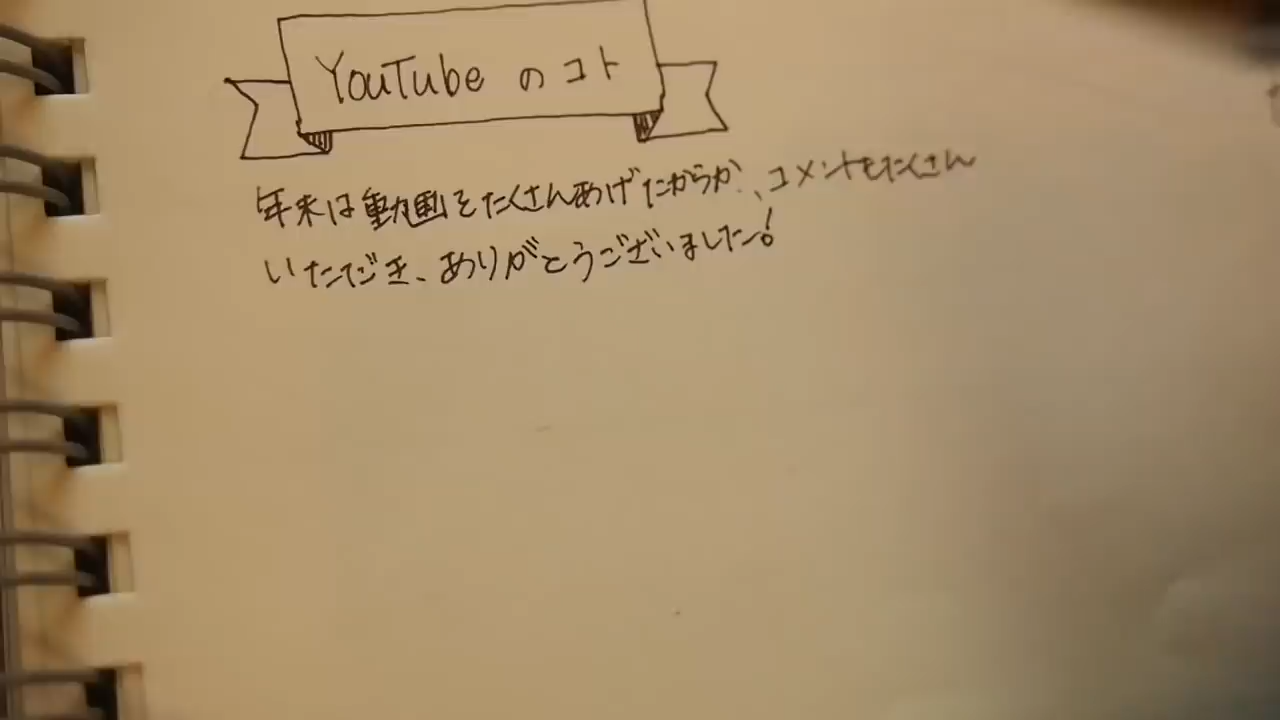 YouTube のコト
年末は動画をたくさんあげたからか、コメントをたくさん
いただき、ありがとうございました!